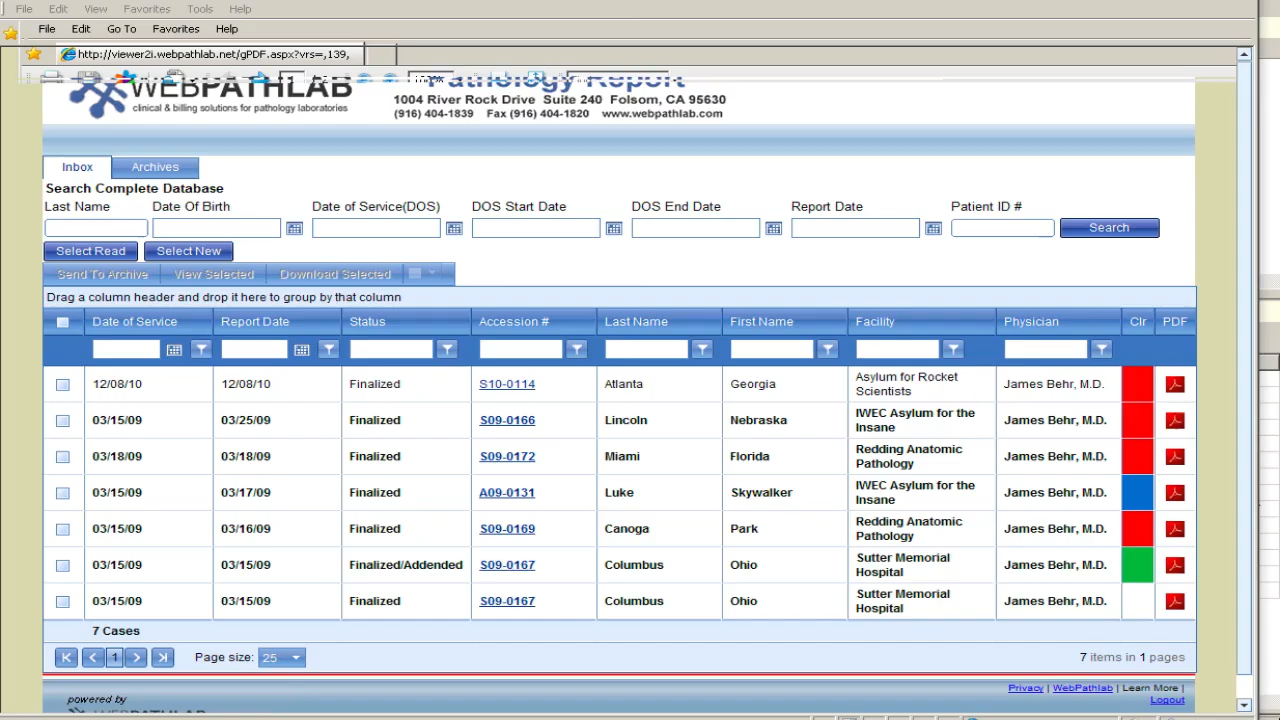 File Edit View Favorites Tools Help
File Edit Go To Favorites Help
http://viewer2i.webpathlab.net/gPDF.aspx?vrs=,139,
WEBPATHLAB
clinical & billing solutions for pathology laboratories
Pathology Report
1004 River Rock Drive Suite 240 Folsom, CA 95630
(916) 404-1839 Fax (916) 404-1820 www.webpathlab.com
Inbox Archives
Search Complete Database
Last Name Date Of Birth Date of Service(DOS) DOS Start Date DOS End Date Report Date Patient ID #
Search
Select Read Select New
Send To Archive View Selected Download Selected
Drag a column header and drop it here to group by that column
Date of Service Report Date Status Accession # Last Name First Name Facility Physician Clr PDF
12/08/10 12/08/10 Finalized S10-0114 Atlanta Georgia Asylum for Rocket Scientists James Behr, M.D.
03/15/09 03/25/09 Finalized S09-0166 Lincoln Nebraska IWEC Asylum for the Insane James Behr, M.D.
03/18/09 03/18/09 Finalized S09-0172 Miami Florida Redding Anatomic Pathology James Behr, M.D.
03/15/09 03/17/09 Finalized A09-0131 Luke Skywalker IWEC Asylum for the Insane James Behr, M.D.
03/15/09 03/16/09 Finalized S09-0169 Canoga Park Redding Anatomic Pathology James Behr, M.D.
03/15/09 03/15/09 Finalized/Addended S09-0167 Columbus Ohio Sutter Memorial Hospital James Behr, M.D.
03/15/09 03/15/09 Finalized S09-0167 Columbus Ohio Sutter Memorial Hospital James Behr, M.D.
7 Cases
1 Page size: 25 7 items in 1 pages
Privacy | WebPathlab | Learn More |
Logout
powered by
WEBPATHLAB